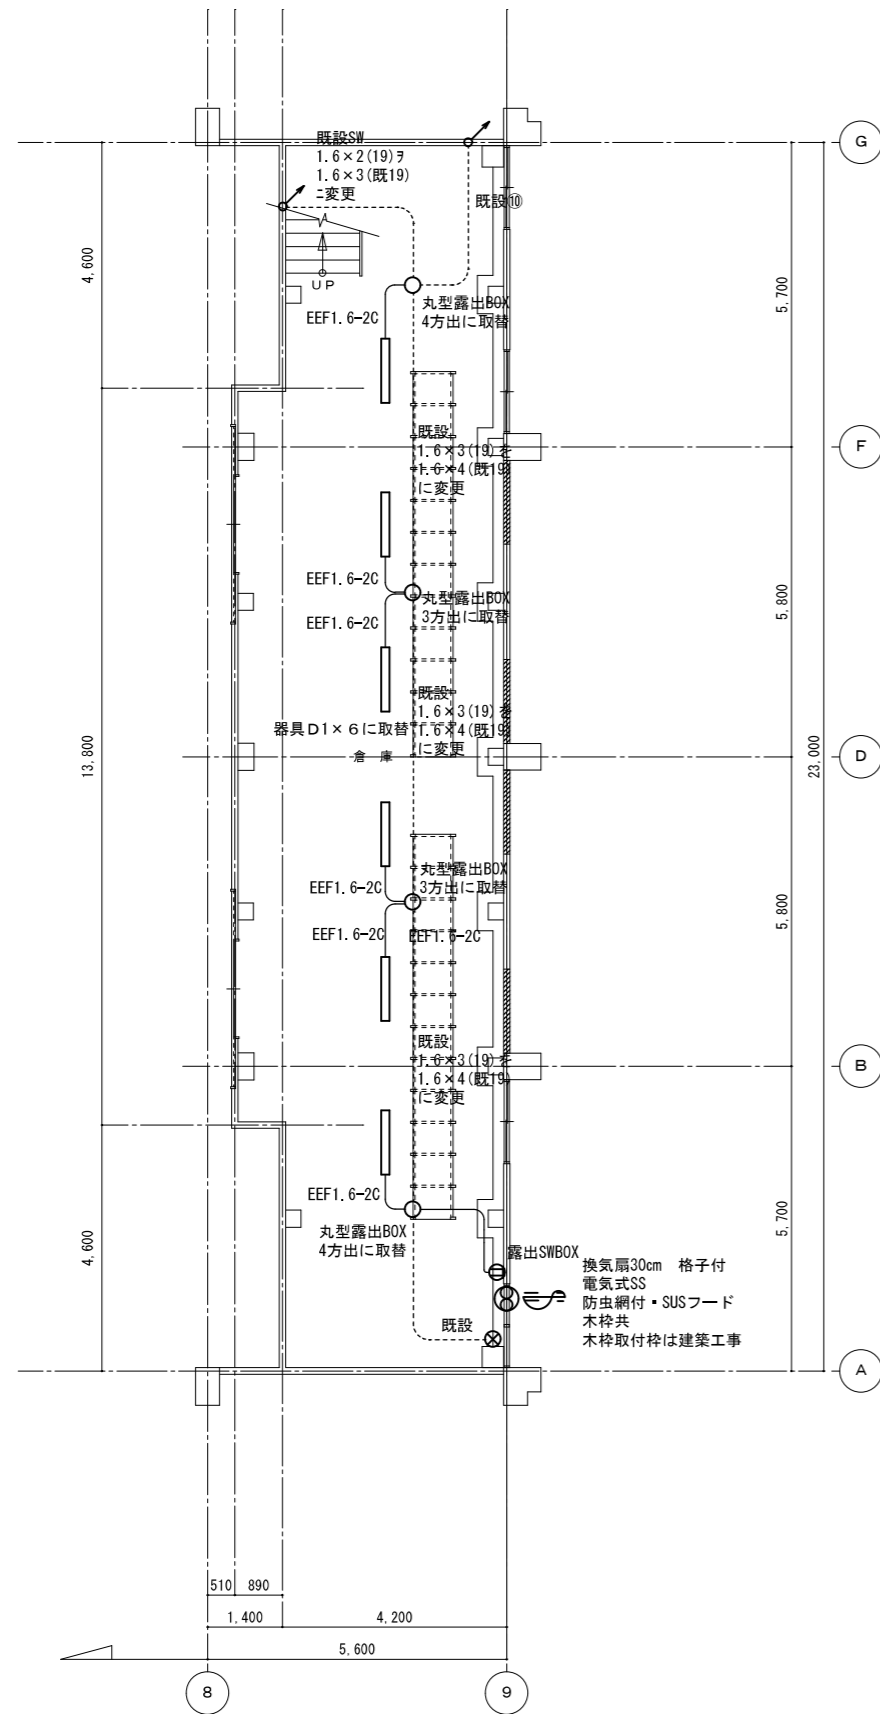 G
既設SW
1.6×2(19)ヲ
1.6×3(既19)
ニ変更
既設⑩
4,600
UP
5,700
EEF1.6-2C
丸型露出BOX
4方出に取替
既設
1.6×3(19)を
1.6×4(既19)
に変更
F
EEF1.6-2C
丸型露出BOX
3方出に取替
EEF1.6-2C
5,800
既設
1.6×3(19)を
1.6×4(既19)
に変更
器具D1×6に取替
倉 庫
13,800
23,000
D
丸型露出BOX
3方出に取替
EEF1.6-2C
5,800
EEF1.6-2C
EEF1.6-2C
既設
1.6×3(19)を
1.6×4(既19)
に変更
B
EEF1.6-2C
丸型露出BOX
4方出に取替
4,600
5,700
露出SWBOX
換気扇30cm 格子付
電気式SS
防虫網付・SUSフード
木枠共
木枠取付枠は建築工事
既設
A
510
890
1,400
4,200
5,600
8
9